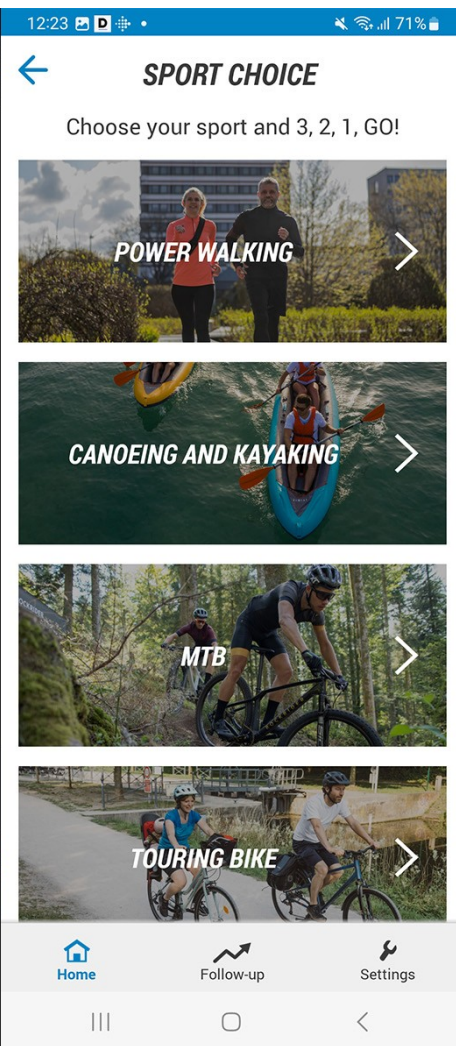 12:23 D 71%
SPORT CHOICE
Choose your sport and 3, 2, 1, GO!
POWER WALKING
CANOEING AND KAYAKING
MTB
TOURING BIKE
Home Follow-up Settings